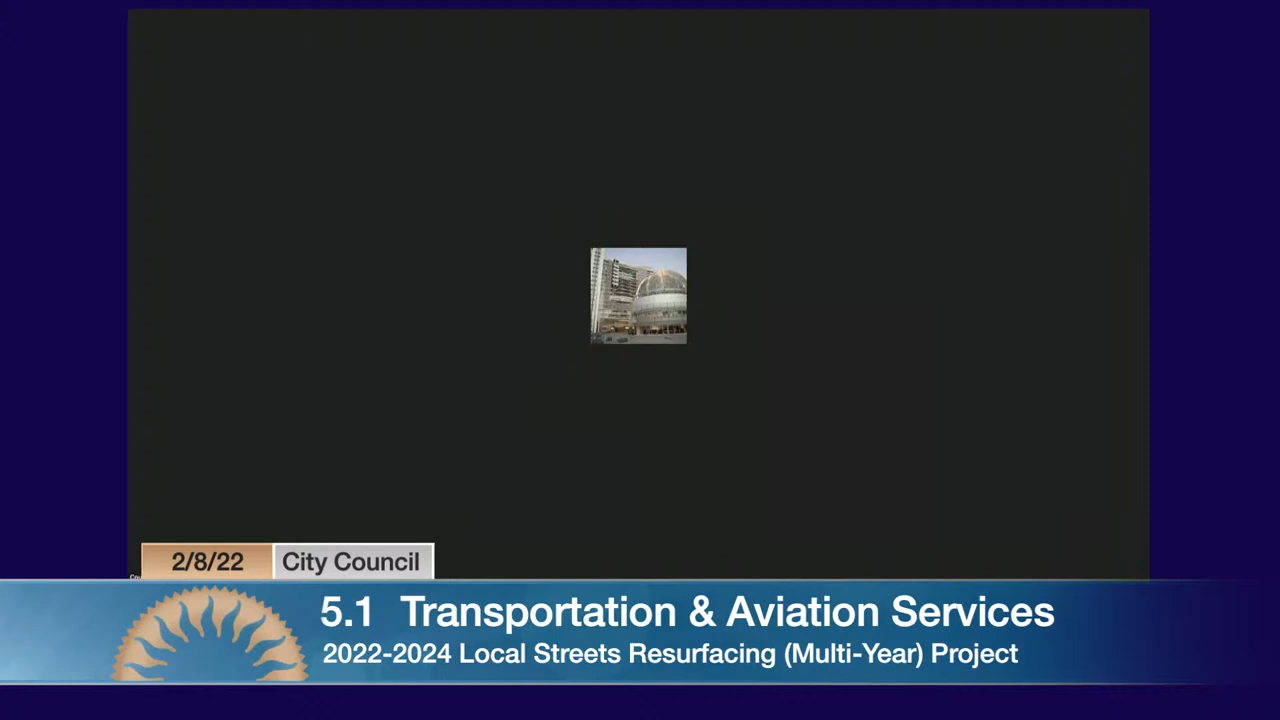 2/8/22 City Council
5.1 Transportation & Aviation Services
2022-2024 Local Streets Resurfacing (Multi-Year) Project